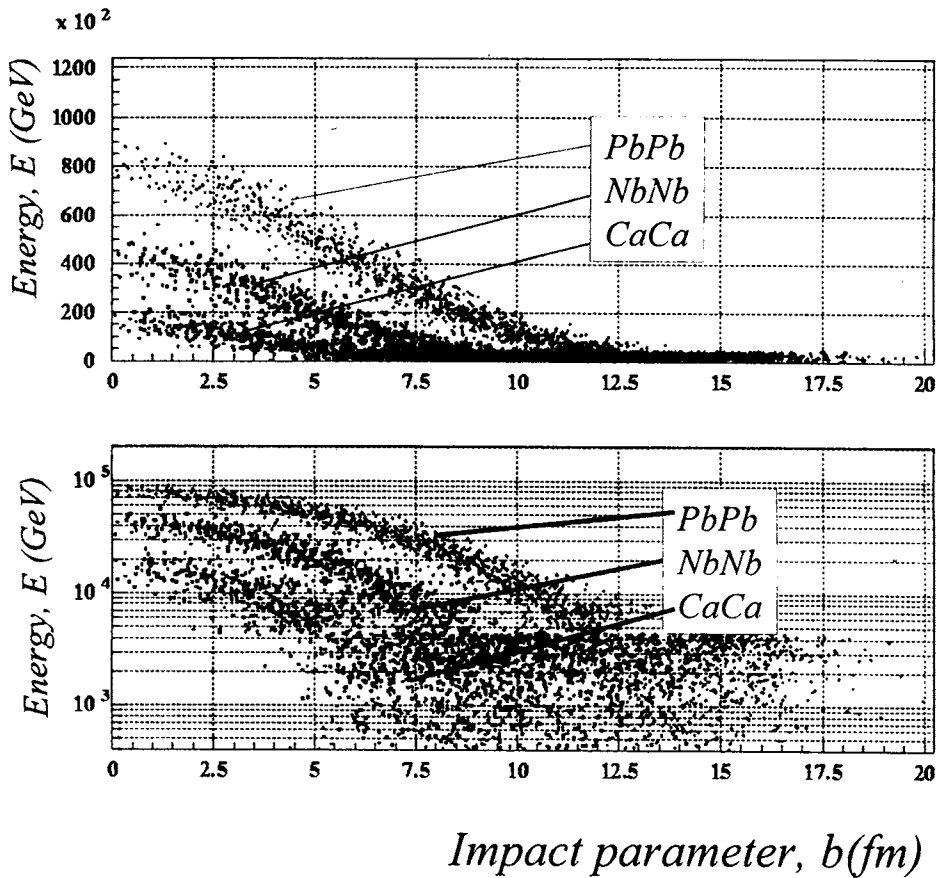 x 10 2
Energy, E (GeV)
1200
1000
800
600
400
200
0
PbPb
NbNb
CaCa
0 2.5 5 7.5 10 12.5 15 17.5 20
Energy, E (GeV)
10 5
10 4
10 3
PbPb
NbNb
CaCa
0 2.5 5 7.5 10 12.5 15 17.5 20
Impact parameter, b(fm)